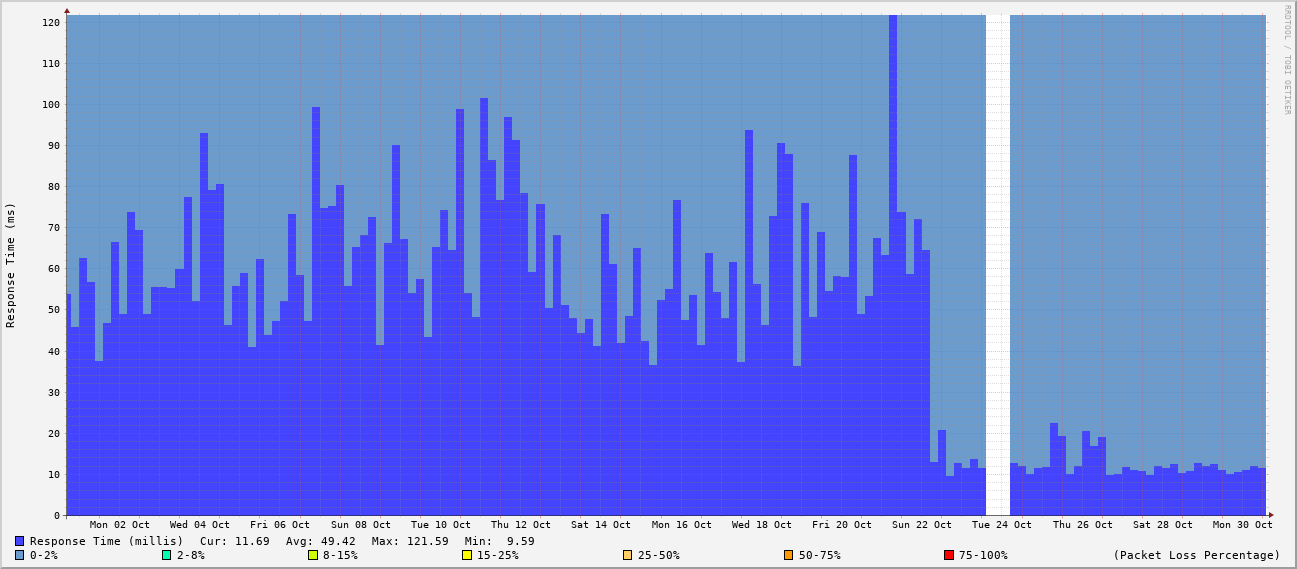 RRDTOOL / TOBI OETIKER
Response Time (ms)
120
110
100
90
80
70
60
50
40
30
20
10
0
Mon 02 Oct Wed 04 Oct Fri 06 Oct Sun 08 Oct Tue 10 Oct Thu 12 Oct Sat 14 Oct Mon 16 Oct Wed 18 Oct Fri 20 Oct Sun 22 Oct Tue 24 Oct Thu 26 Oct Sat 28 Oct Mon 30 Oct
Response Time (millis) Cur: 11.69 Avg: 49.42 Max: 121.59 Min: 9.59
0-2% 2-8% 8-15% 15-25% 25-50% 50-75% 75-100% (Packet Loss Percentage)